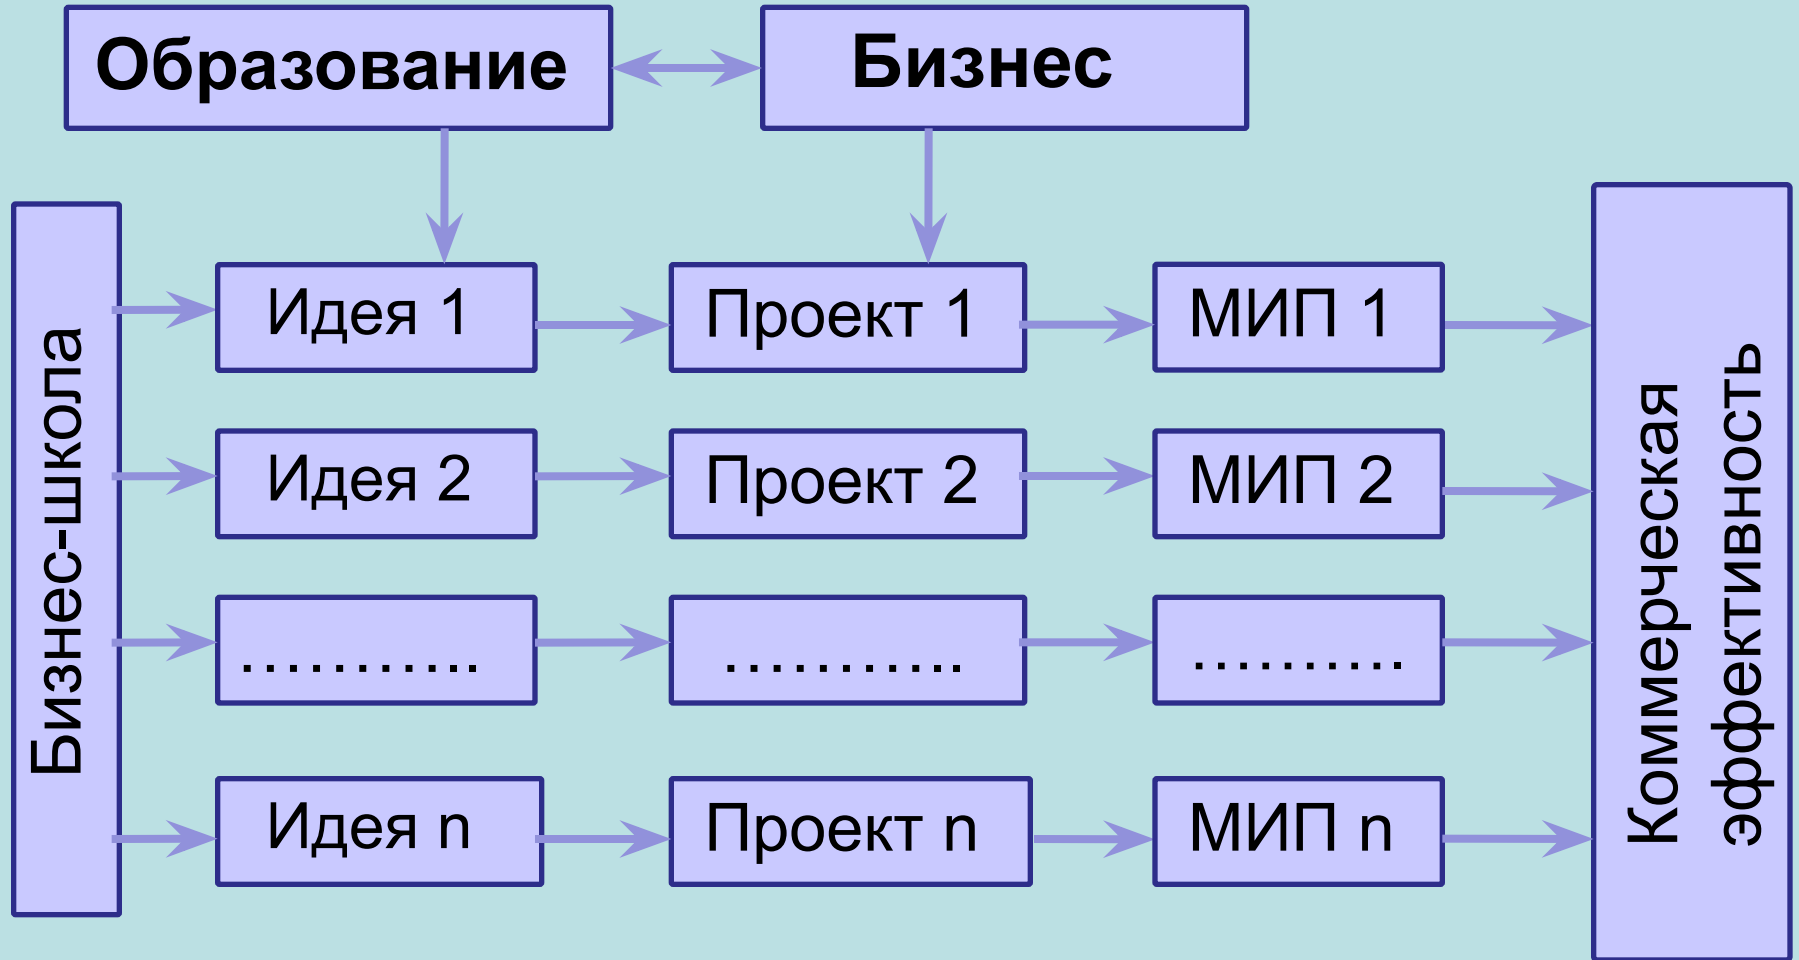 Образование
Бизнес
Бизнес-школа
Идея 1
Проект 1
МИП 1
Идея 2
Проект 2
МИП 2
...........
...........
..........
Идея n
Проект n
МИП n
Коммерческая
эффективность